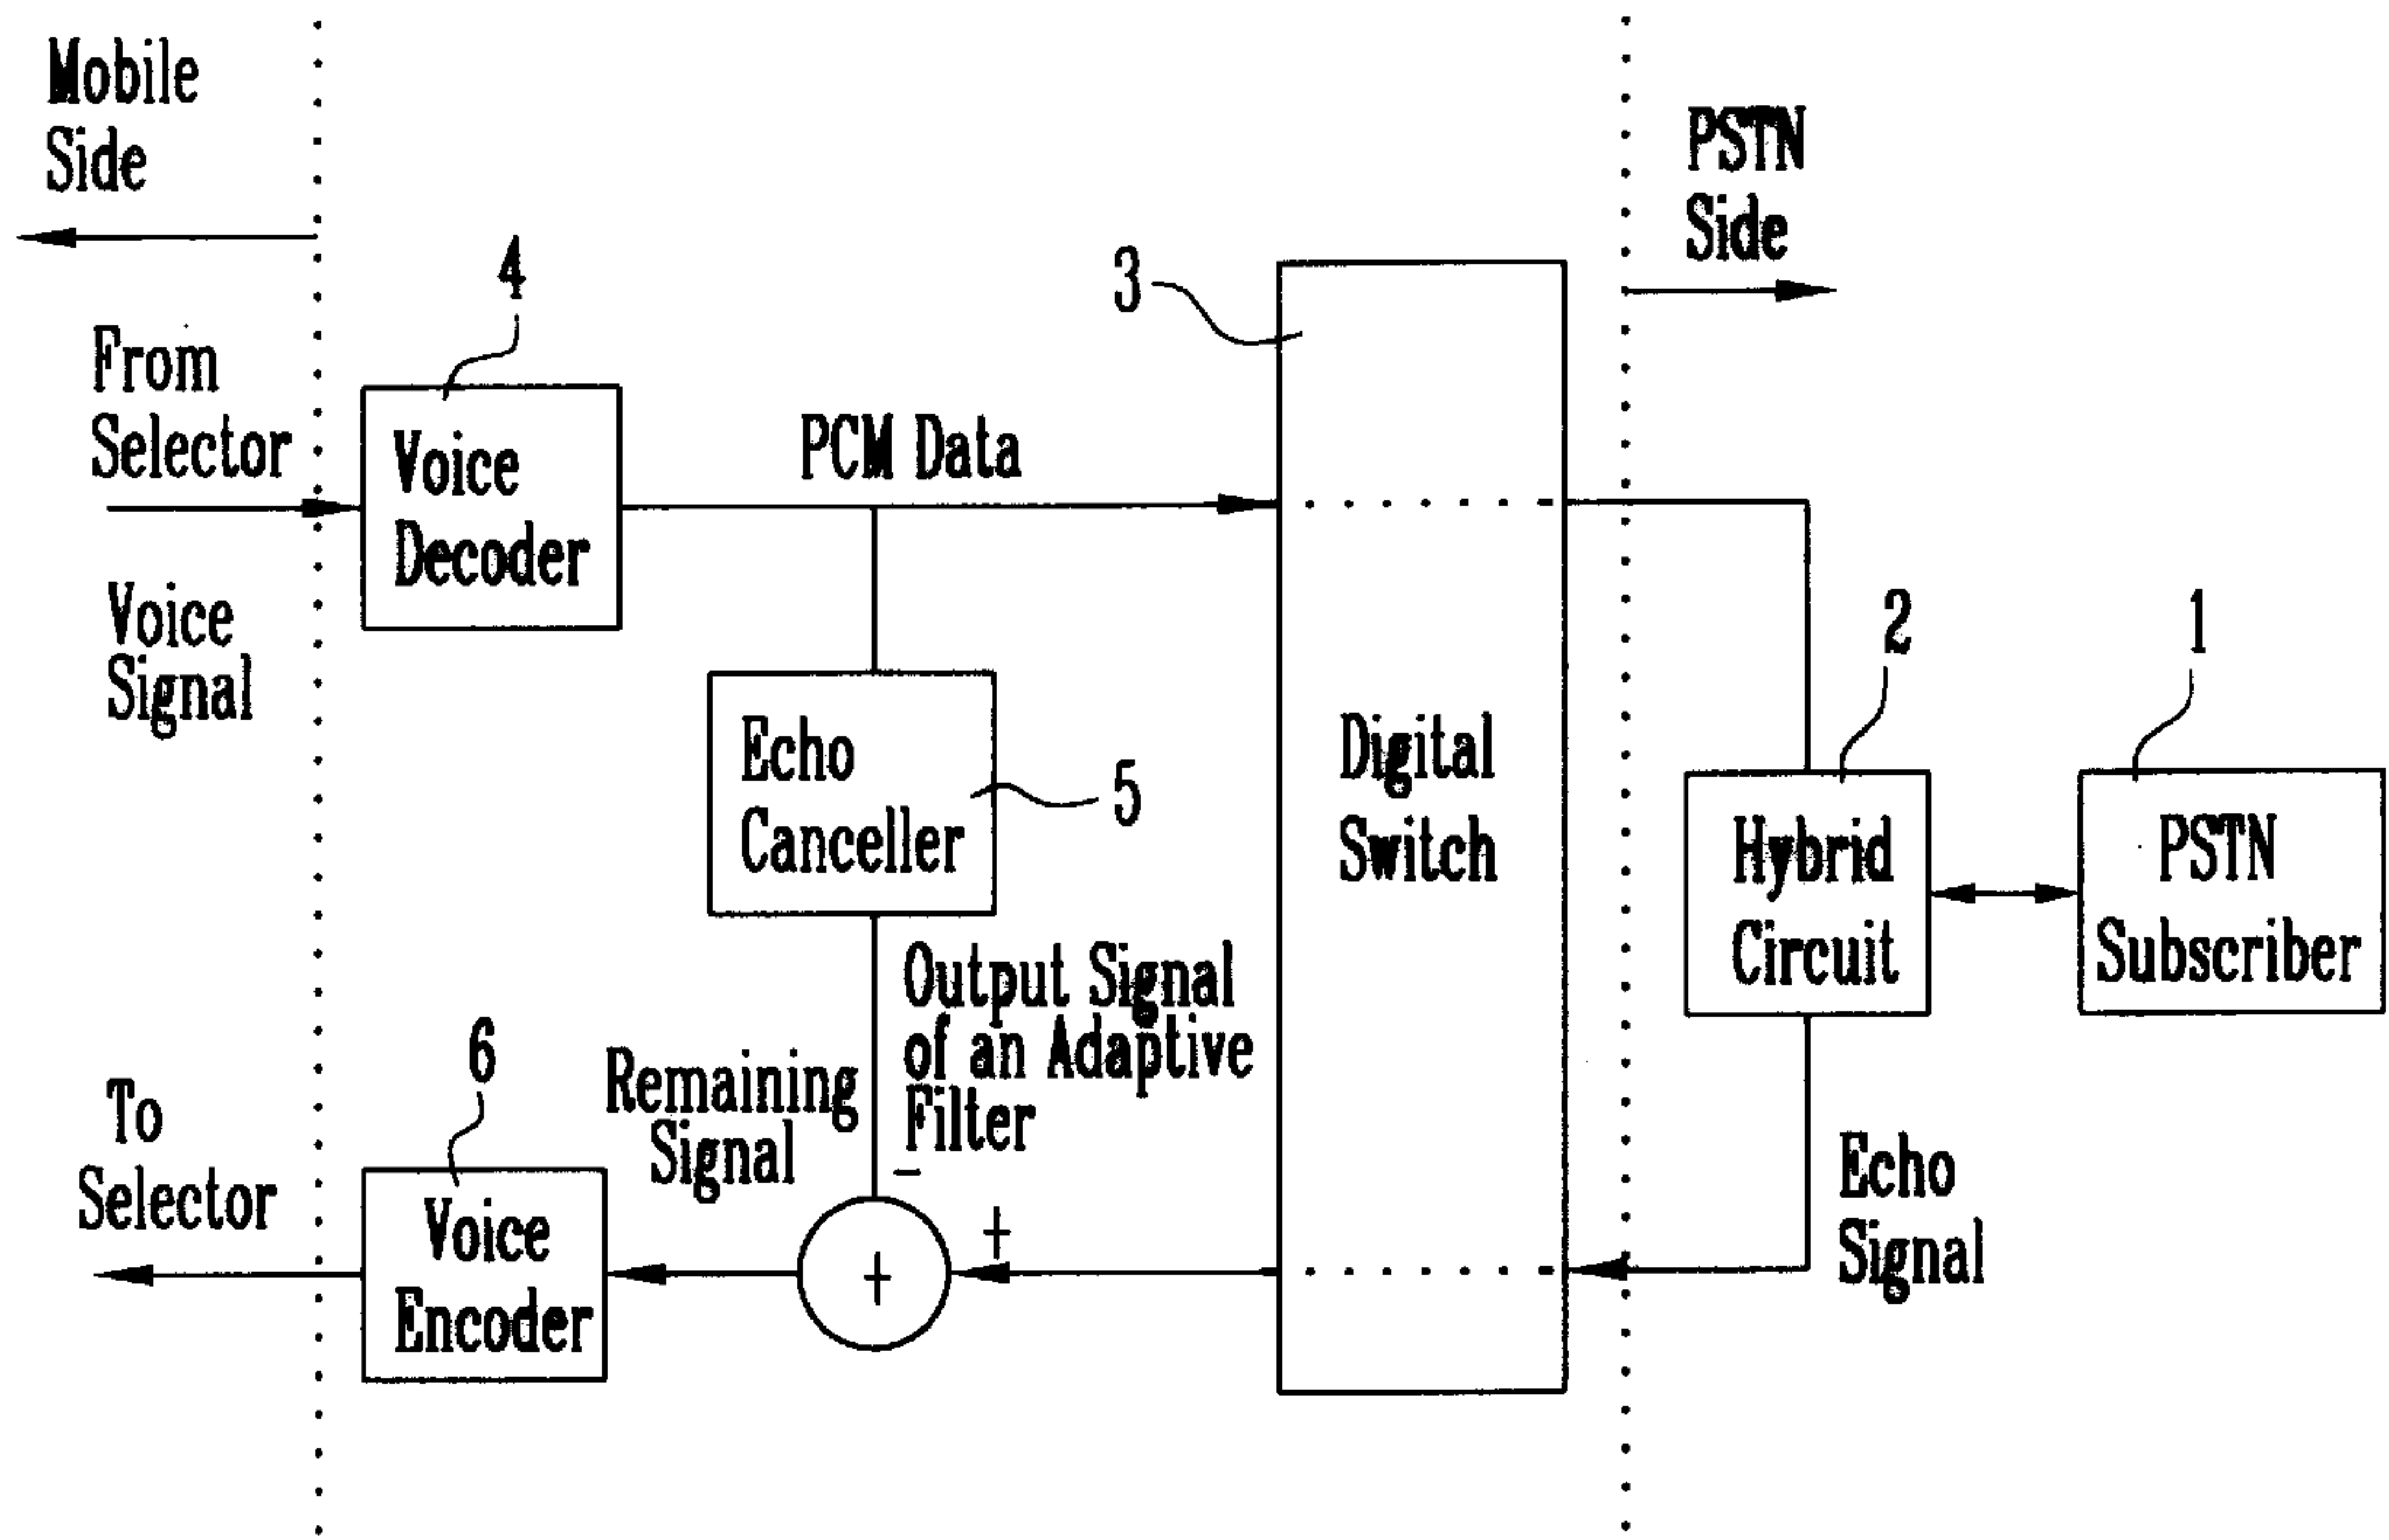 Mobile
Side
PSTN
Side
4
3
From
Selector
Voice
Decoder
PCM Data
Voice
Signal
2
1
Echo
Canceller
5
Digital
Switch
Hybrid
Circuit
PSTN
Subscriber
Output Signal
of an Adaptive
Filter
6
Remaining
Signal
-
+
To
Selector
Voice
Encoder
+
Echo
Signal